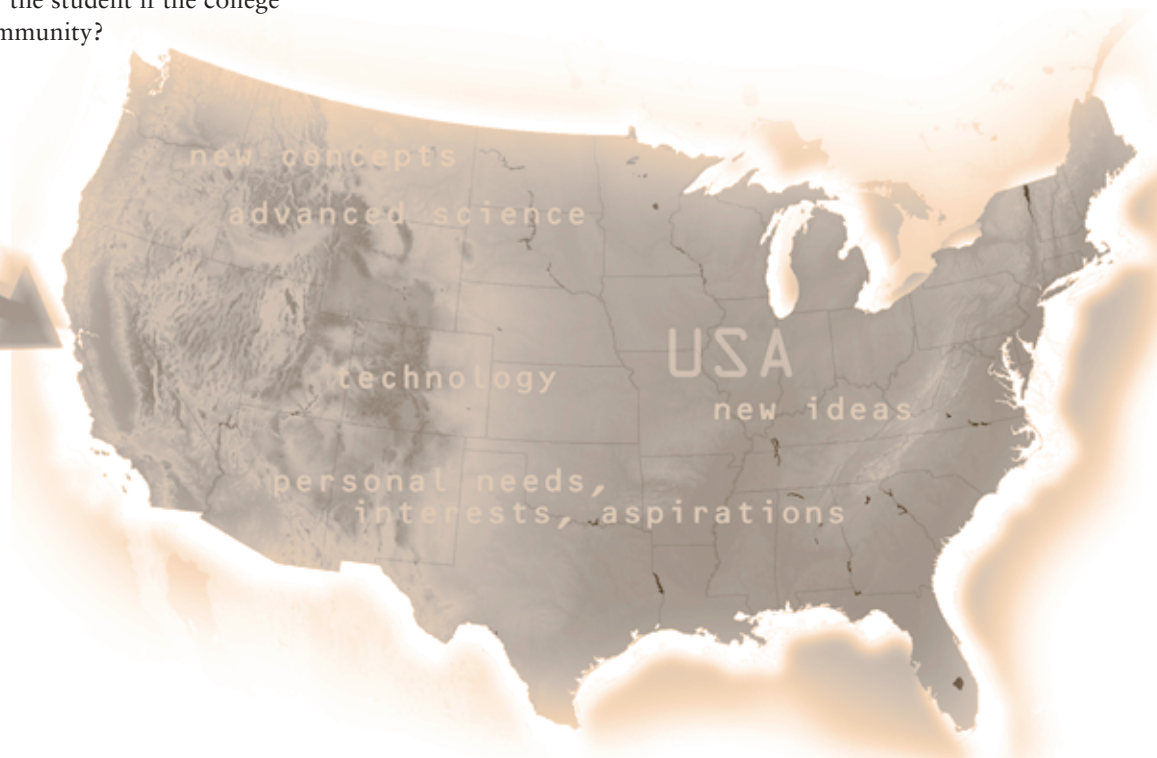 the student if the college
mmunity?
new concepts
advanced science
USA
technology
new ideas
personal needs,
interests, aspirations